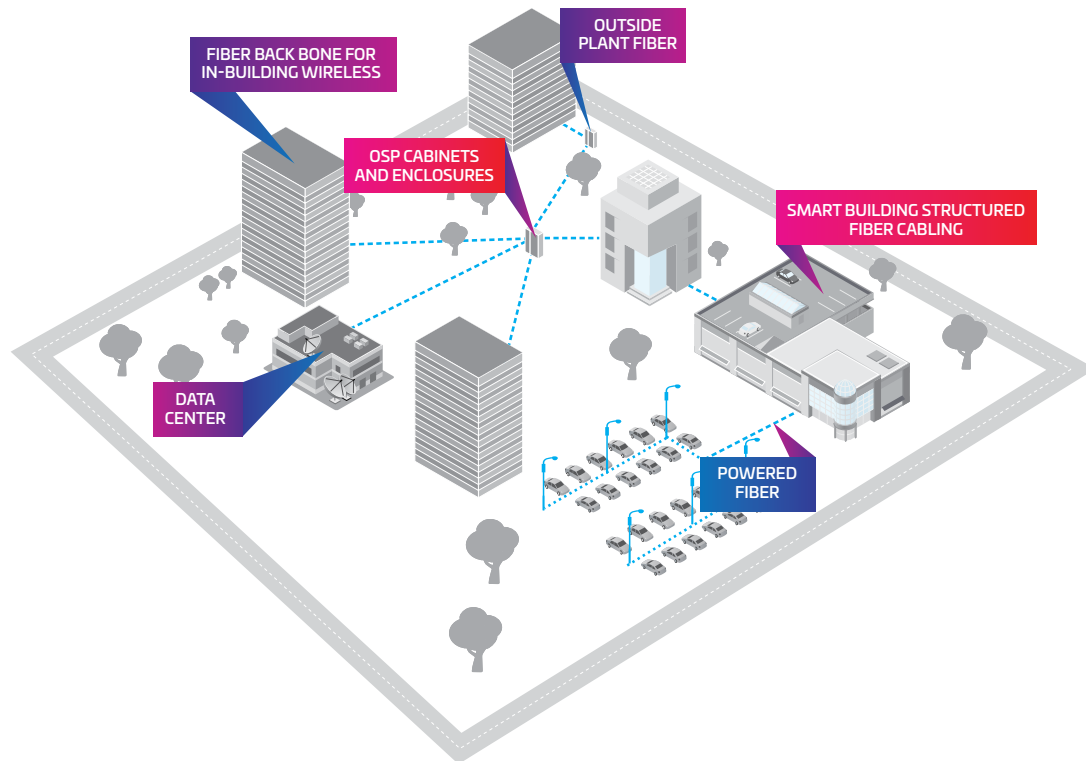 OUTSIDE
PLANT FIBER
FIBER BACK BONE FOR
IN-BUILDING WIRELESS
OSP CABINETS
AND ENCLOSURES
SMART BUILDING STRUCTURED
FIBER CABLING
DATA
CENTER
POWERED
FIBER